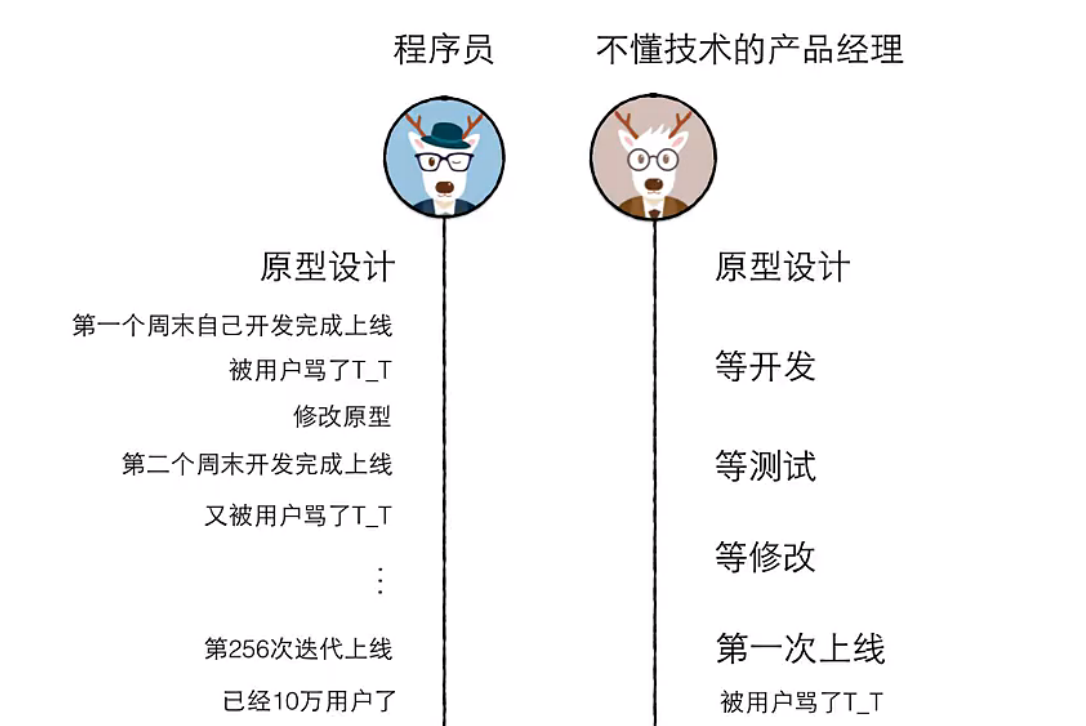 程序员
不懂技术的产品经理
原型设计
第一个周末自己开发完成上线
被用户骂了T_T
修改原型
第二个周末开发完成上线
又被用户骂了T_T
⋮
第256次迭代上线
已经10万用户了
原型设计
等开发
等测试
等修改
第一次上线
被用户骂了T_T